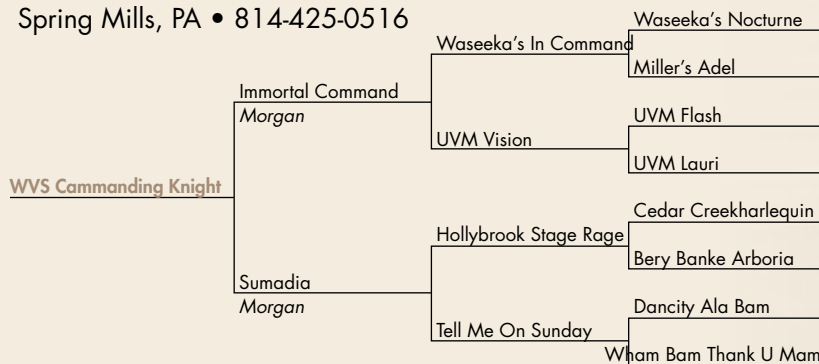 Spring Mills, PA • 814-425-0516
Waseeka's Nocturne
Waseeka's In Command
Miller's Adel
Immortal Command
Morgan
UVM Flash
UVM Vision
UVM Lauri
WVS Cammanding Knight
Cedar Creekharlequin
Hollybrook Stage Rage
Bery Banke Arboria
Sumadia
Morgan
Dancity Ala Bam
Tell Me On Sunday
Wham Bam Thank U Mam